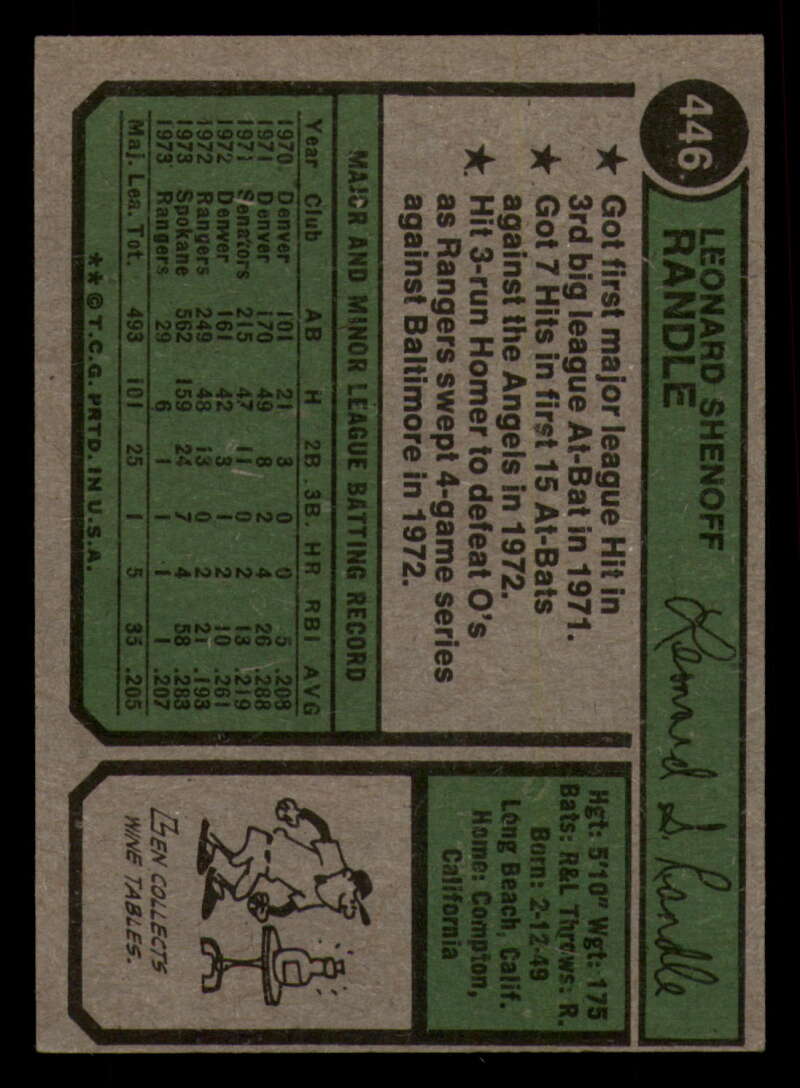 446
LEONARD SHENOFF
RANDLE
Leonard S. Randle
★ Got first major league Hit in
3rd big league At-Bat in 1971.
★ Got 7 Hits in first 15 At-Bats
against the Angels in 1972.
★ Hit 3-run Homer to defeat O's
as Rangers swept 4-game series
against Baltimore in 1972.
Hgt: 5'10" Wgt: 175
Bats: R&L Throws: R.
Born: 2-12-49
Long Beach, Calif.
Home: Compton,
California
MAJOR AND MINOR LEAGUE BATTING RECORD
Year Club AB H 2B. 3B. HR RBI AVG
1970 Denver 101 21 3 0 0 5 .208
1971 Denver 170 49 8 2 4 26 .288
1971 Senators 215 47 11 0 2 13 .219
1972 Denver 161 42 3 1 2 10 .261
1972 Rangers 249 48 13 0 2 21 .193
1973 Spokane 562 159 24 7 4 58 .283
1973 Rangers 29 6 1 1 1 1 .207
Maj. Lea. Tot. 493 101 25 1 5 35 .205
LEN COLLECTS
WINE TABLES.
** © T.C.G. PRTD. IN U.S.A.